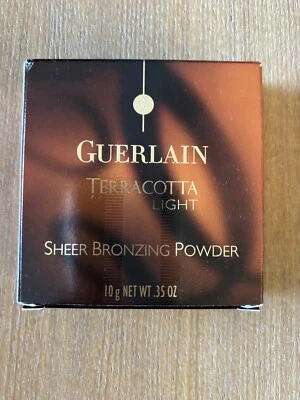 GUERLAIN
TERRACOTTA
LIGHT
SHEER BRONZING POWDER
10 g NET WT .35 OZ